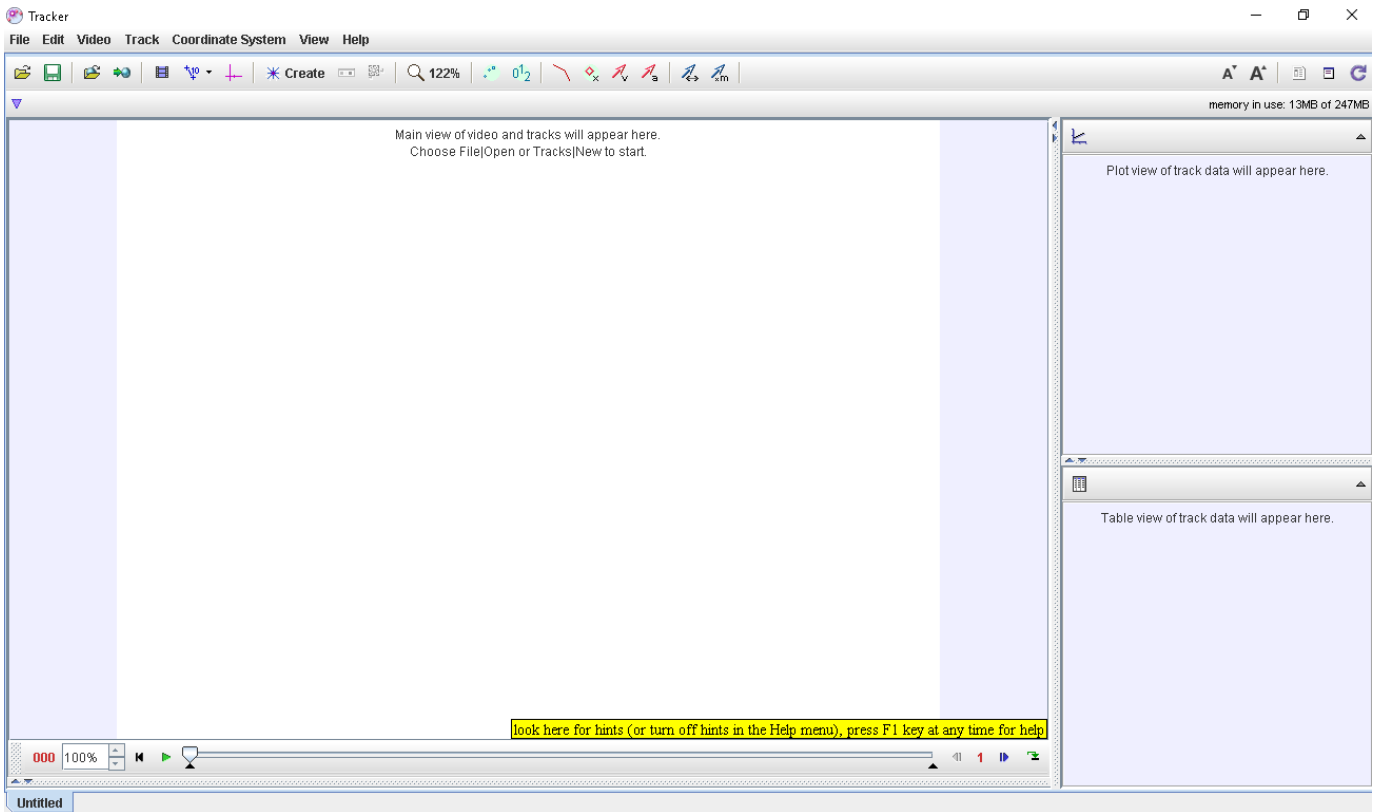 Tracker
File Edit Video Track Coordinate System View Help
Create 122% 012 v a m A A
memory in use: 13MB of 247MB
Main view of video and tracks will appear here.
Choose File|Open or Tracks|New to start.
Plot view of track data will appear here.
Table view of track data will appear here.
look here for hints (or turn off hints in the Help menu), press F1 key at any time for help
000 100% 1
Untitled